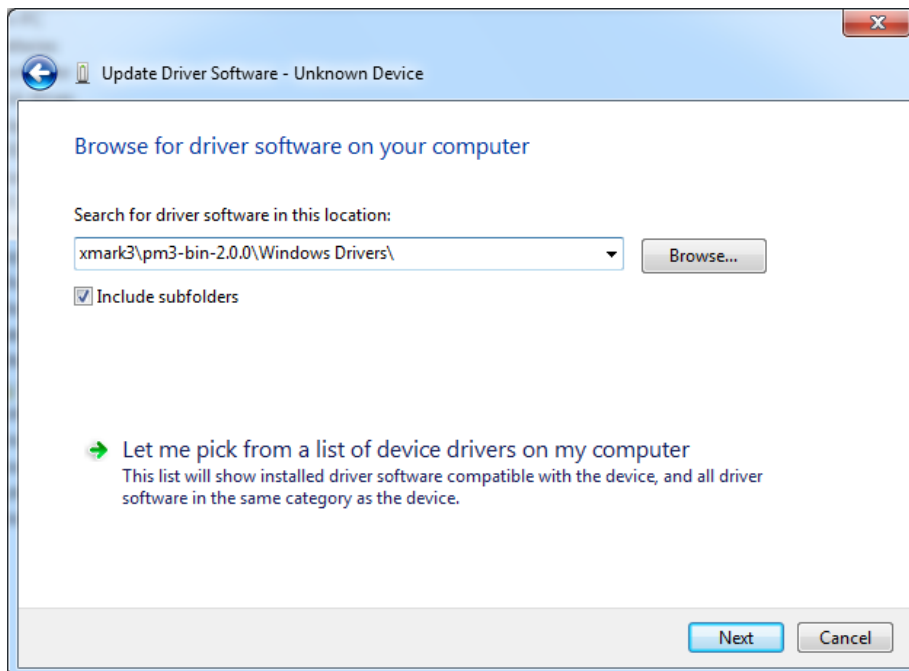 Update Driver Software - Unknown Device
Browse for driver software on your computer
Search for driver software in this location:
xmark3\pm3-bin-2.0.0\Windows Drivers\
Browse...
Include subfolders
Let me pick from a list of device drivers on my computer
This list will show installed driver software compatible with the device, and all driver
software in the same category as the device.
Next
Cancel